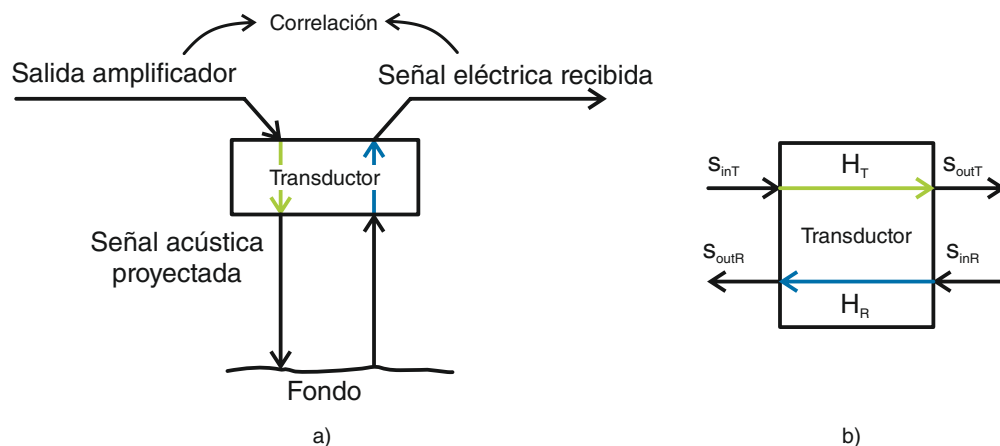 Correlación
Salida amplificador
Señal eléctrica recibida
Transductor
Señal acústica
proyectada
Fondo
a)
s_inT
H_T
s_outT
Transductor
s_outR
s_inR
H_R
b)